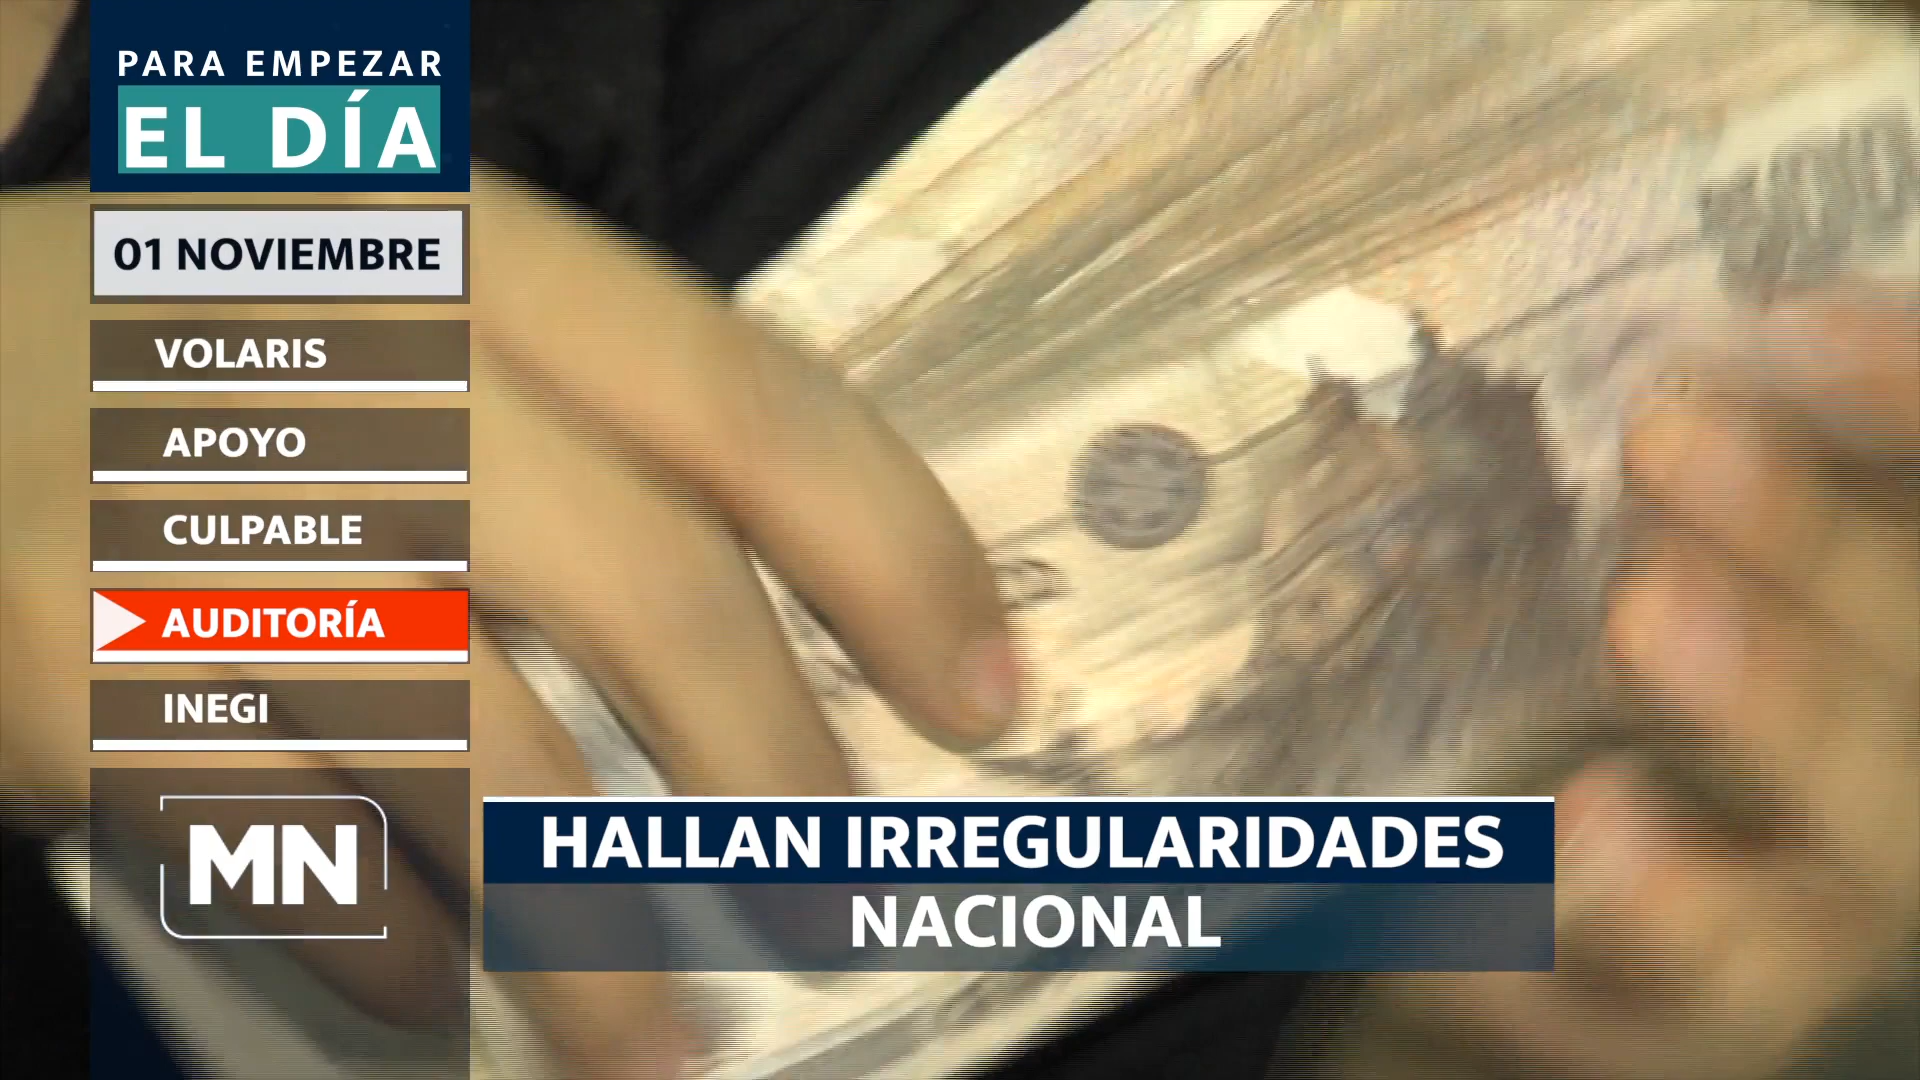 PARA EMPEZAR
EL DÍA
01 NOVIEMBRE
VOLARIS
APOYO
CULPABLE
AUDITORÍA
INEGI
MN
HALLAN IRREGULARIDADES
NACIONAL